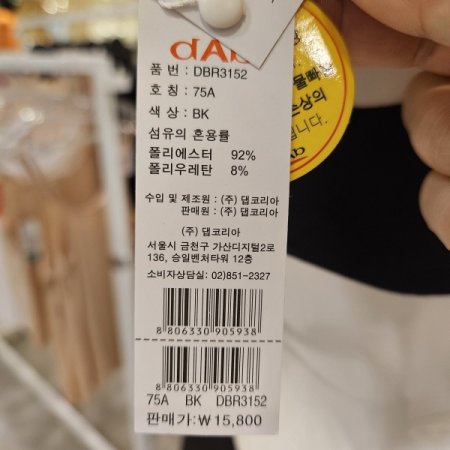 dAb
품 번 : DBR3152
호 칭 : 75A
색 상 : BK
섬유의 혼용률
폴리에스터 92%
폴리우레탄 8%
수입 및 제조원 : (주) 댑코리아
판매원 : (주) 댑코리아
(주) 댑코리아
서울시 금천구 가산디지털2로
136, 승일벤처타워 12층
소비자상담실: 02)851-2327
8 806330 905938
8 806330 905938
75A BK DBR3152
판매가:₩15,800